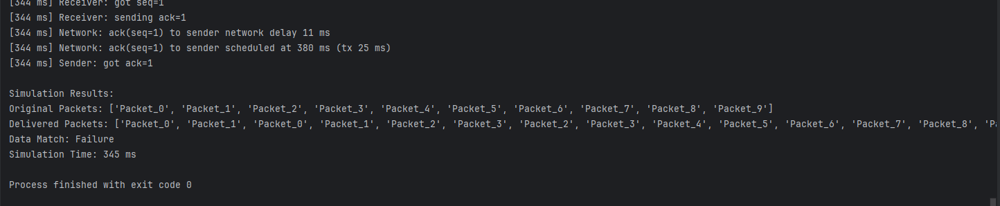 [344 ms] Receiver: got seq=1
[344 ms] Receiver: sending ack=1
[344 ms] Network: ack(seq=1) to sender network delay 11 ms
[344 ms] Network: ack(seq=1) to sender scheduled at 380 ms (tx 25 ms)
[344 ms] Sender: got ack=1
Simulation Results:
Original Packets: ['Packet_0', 'Packet_1', 'Packet_2', 'Packet_3', 'Packet_4', 'Packet_5', 'Packet_6', 'Packet_7', 'Packet_8', 'Packet_9']
Delivered Packets: ['Packet_0', 'Packet_1', 'Packet_0', 'Packet_1', 'Packet_2', 'Packet_3', 'Packet_2', 'Packet_3', 'Packet_4', 'Packet_5', 'Packet_6', 'Packet_7', 'Packet_8',
Data Match: Failure
Simulation Time: 345 ms
Process finished with exit code 0